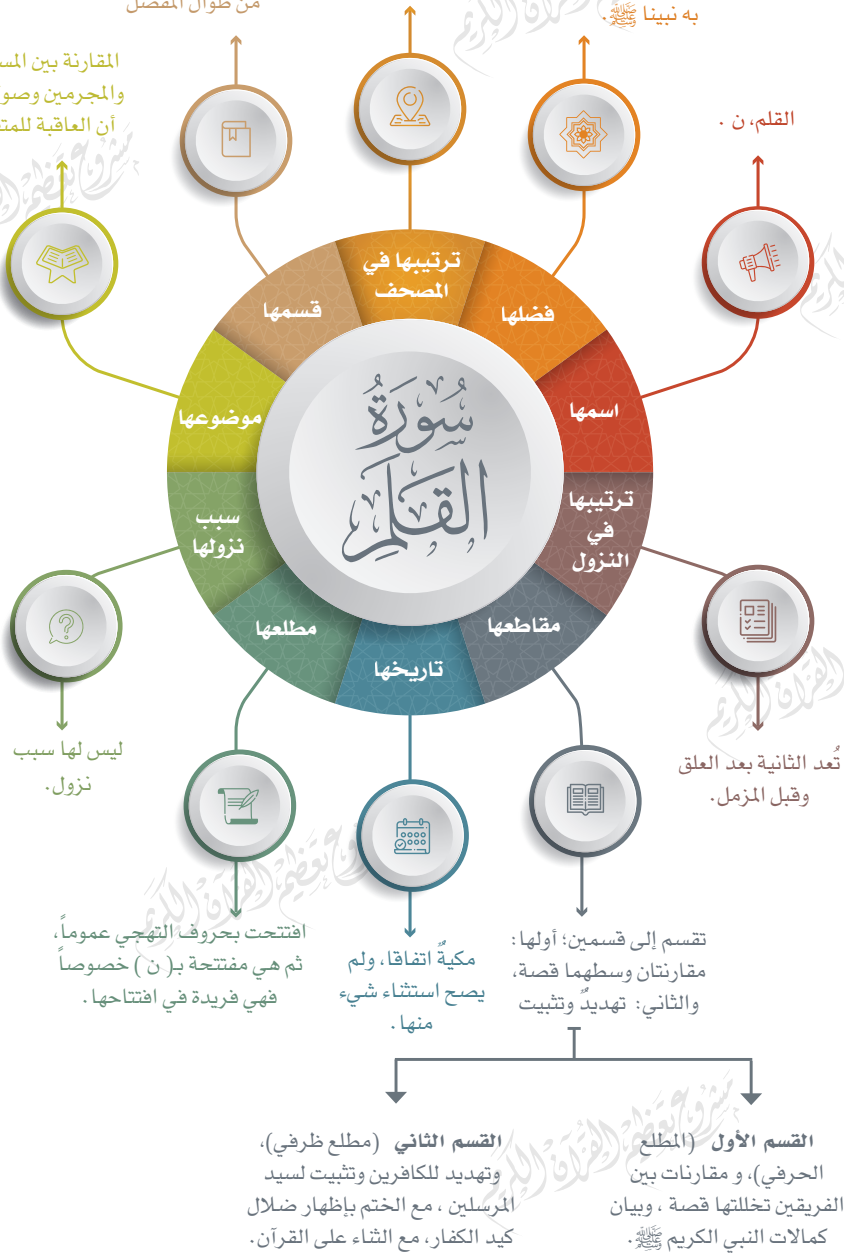 من طوال المفصل
به نبينا ﷺ.
المقارنة بين
والمجرمين
أن العاقبة
القلم، ن .
ترتيبها في
المصحف
فضلها
قسمها
اسمها
موضوعها
سُورَةُ
القَلَمِ
ترتيبها
في
النزول
سبب
نزولها
مقاطعها
مطلعها
تاريخها
ليس لها سبب
نزول.
تُعد الثانية بعد العلق
وقبل المزمل.
افتتحت بحروف التهجي عموماً،
ثم هي مفتتحة بـ( ن ) خصوصاً
فهي فريدة في افتتاحها.
مكيةٌ اتفاقا، ولم
يصح استثناء شيء
منها.
تقسم إلى قسمين؛ أولها:
مقارنتان وسطهما قصة،
والثاني: تهديدٌ وتثبيت
القسم الأول (المطلع
الحرفي)، و مقارنات بين
الفريقين تخللتها قصة ، وبيان
كمالات النبي الكريم ﷺ.
القسم الثاني (مطلع ظرفي)،
وتهديد للكافرين وتثبيت لسيد
المرسلين ، مع الختم بإظهار ضلال
كيد الكفار، مع الثناء على القرآن.
مشروع تعظيم القرآن الكريم